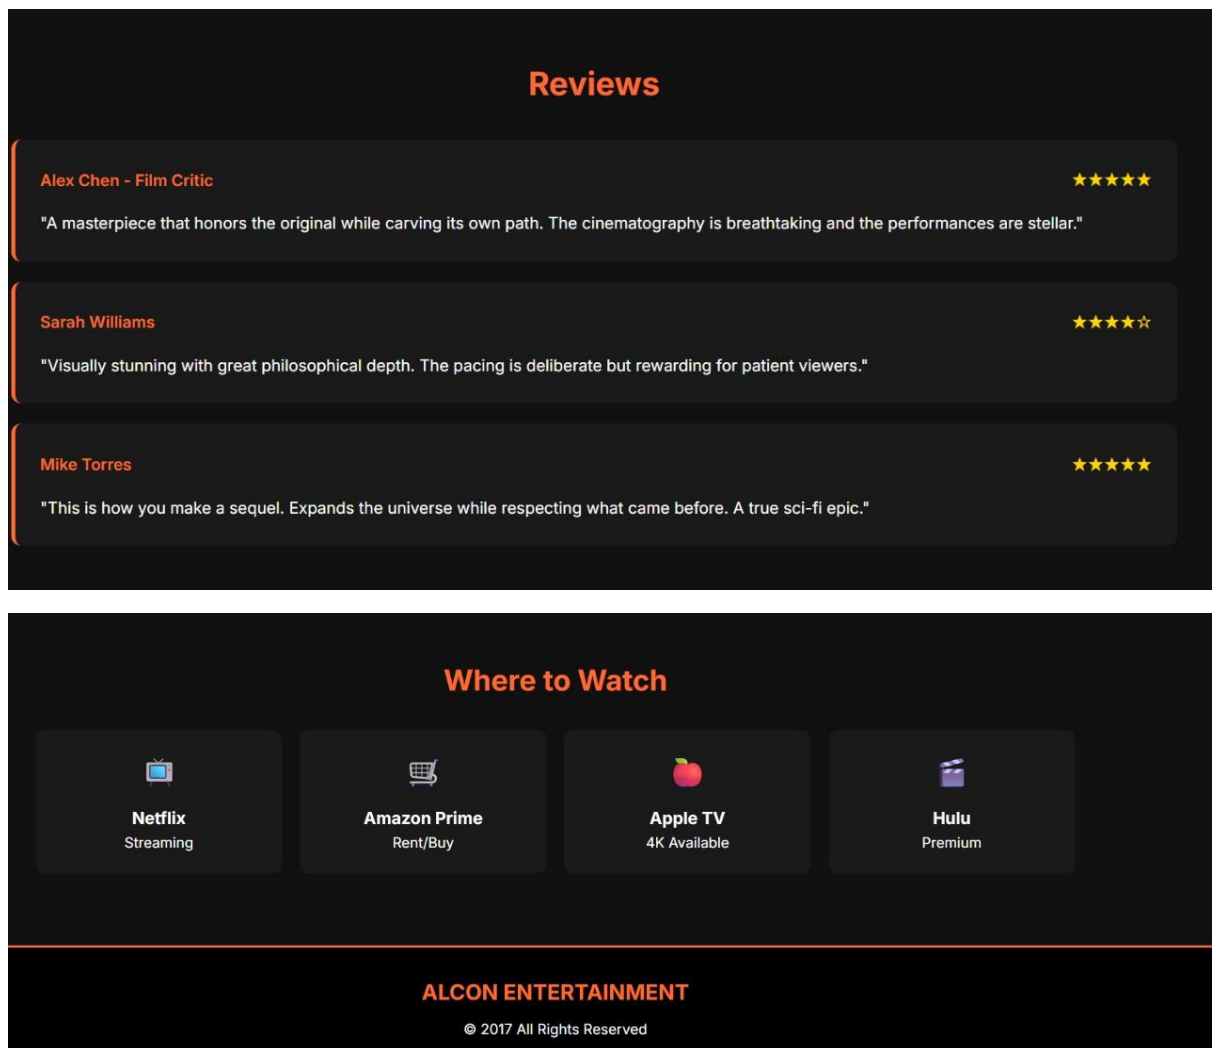 Reviews
Alex Chen - Film Critic ★★★★★
"A masterpiece that honors the original while carving its own path. The cinematography is breathtaking and the performances are stellar."
Sarah Williams ★★★★☆
"Visually stunning with great philosophical depth. The pacing is deliberate but rewarding for patient viewers."
Mike Torres ★★★★★
"This is how you make a sequel. Expands the universe while respecting what came before. A true sci-fi epic."
Where to Watch
Netflix
Streaming
Amazon Prime
Rent/Buy
Apple TV
4K Available
Hulu
Premium
ALCON ENTERTAINMENT
© 2017 All Rights Reserved